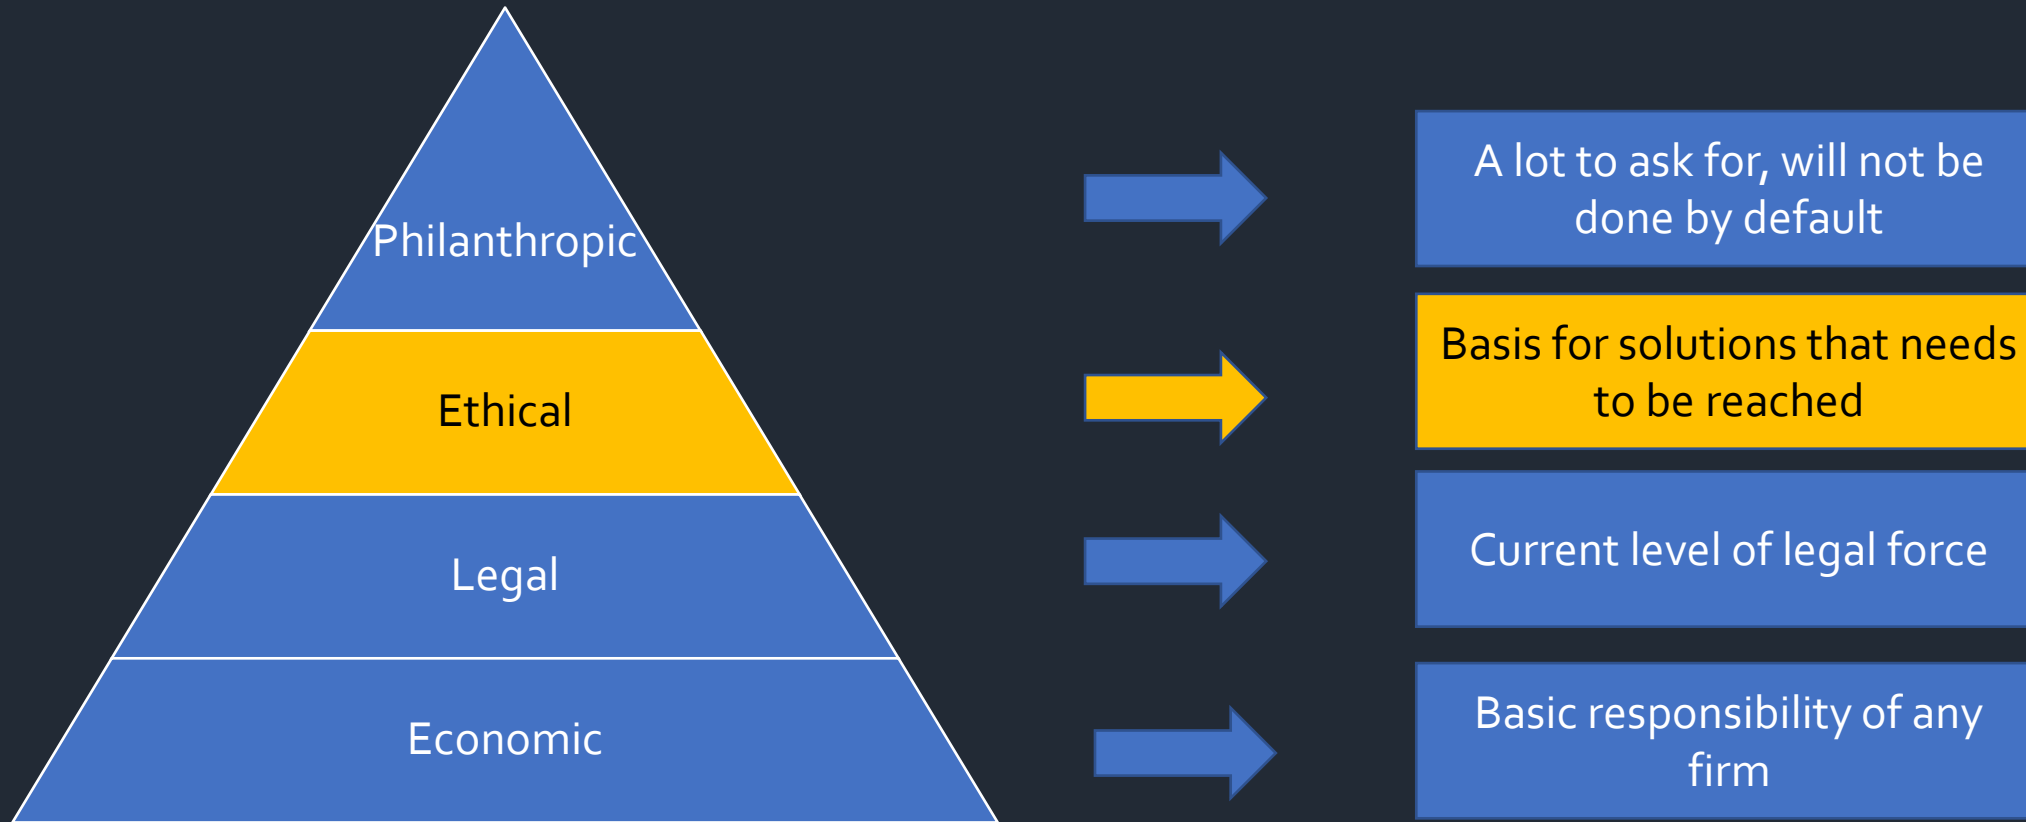 Philanthropic
A lot to ask for, will not be
done by default
Ethical
Basis for solutions that needs
to be reached
Legal
Current level of legal force
Economic
Basic responsibility of any
firm